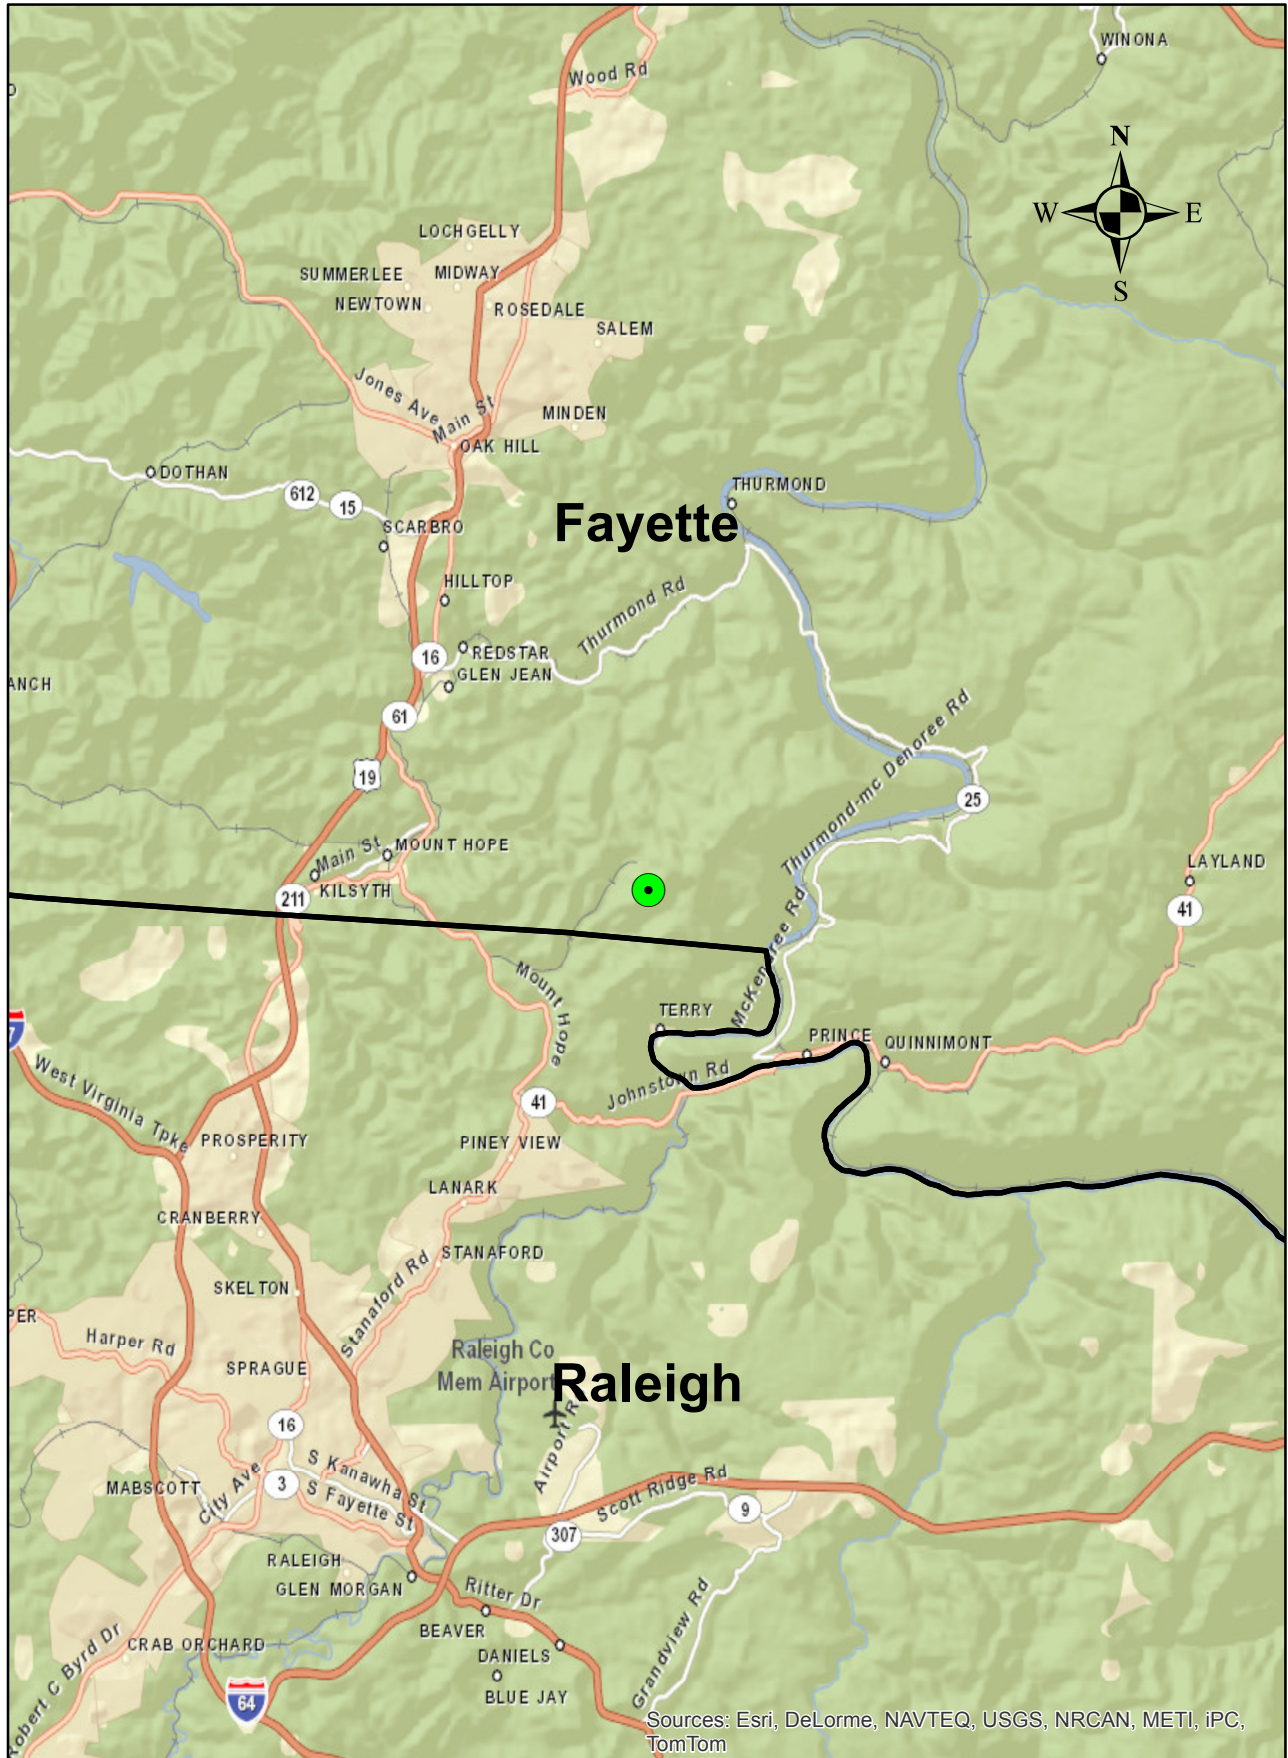 WINONA
Wood Rd
N
W
E
S
LOCHGELLY
SUMMERLEE
MIDWAY
NEWTOWN
ROSEDALE
SALEM
Jones Ave
Main St
MINDEN
OAK HILL
DOTHAN
612
15
THURMOND
Fayette
SCARBRO
HILLTOP
Thurmond Rd
16
REDSTAR
GLEN JEAN
ANCH
61
Thurmond-mc Denoree Rd
19
25
Main St
MOUNT HOPE
LAYLAND
KILSYTH
211
41
McKendree Rd
Mount Hope
TERRY
PRINCE
QUINNIMONT
7
West Virginia Tpke
Johnstown Rd
41
PROSPERITY
PINEY VIEW
LANARK
CRANBERRY
STANAFORD
SKELTON
Stanaford Rd
PER
Harper Rd
Raleigh Co
Mem Airport
SPRAGUE
Raleigh
16
Airport R
S Kanawha St
MABSCOTT
City Ave
3
S Fayette St
Scott Ridge Rd
9
307
RALEIGH
GLEN MORGAN
Ritter Dr
BEAVER
Grandview Rd
CRAB ORCHARD
DANIELS
Robert C Byrd Dr
BLUE JAY
64
Sources: Esri, DeLorme, NAVTEQ, USGS, NRCAN, METI, iPC,
TomTom